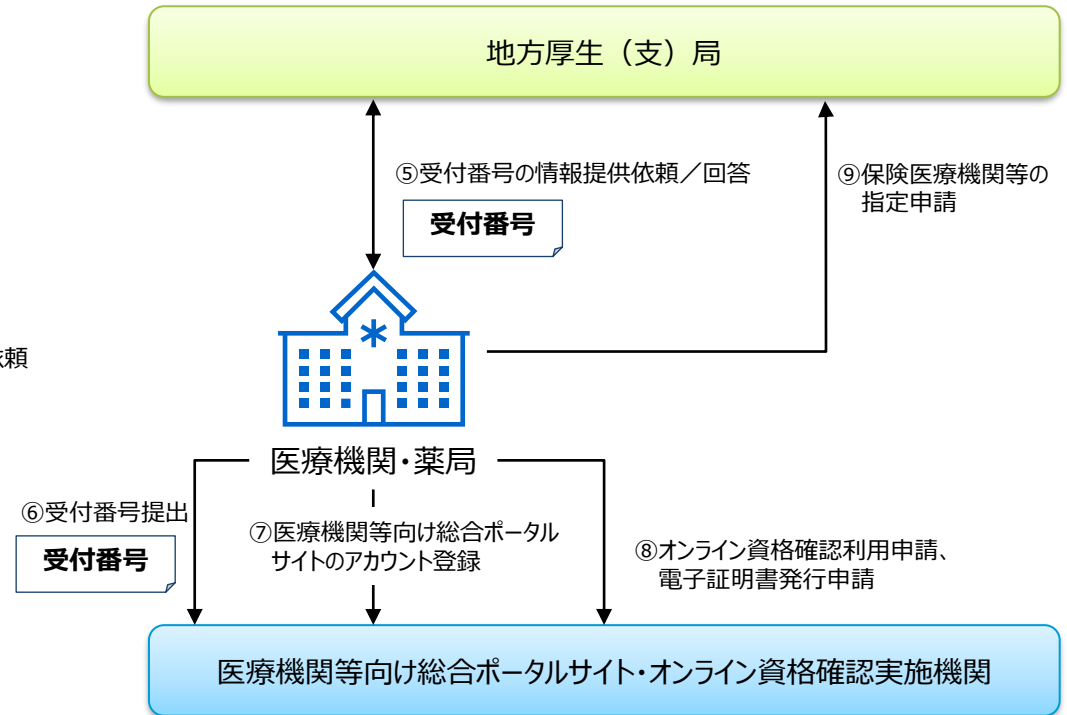 地方厚生（支）局
⑤受付番号の情報提供依頼／回答
受付番号
⑨保険医療機関等の
指定申請
頼
医療機関・薬局
⑥受付番号提出
受付番号
⑦医療機関等向け総合ポータル
サイトのアカウント登録
⑧オンライン資格確認利用申請、
電子証明書発行申請
医療機関等向け総合ポータルサイト・オンライン資格確認実施機関